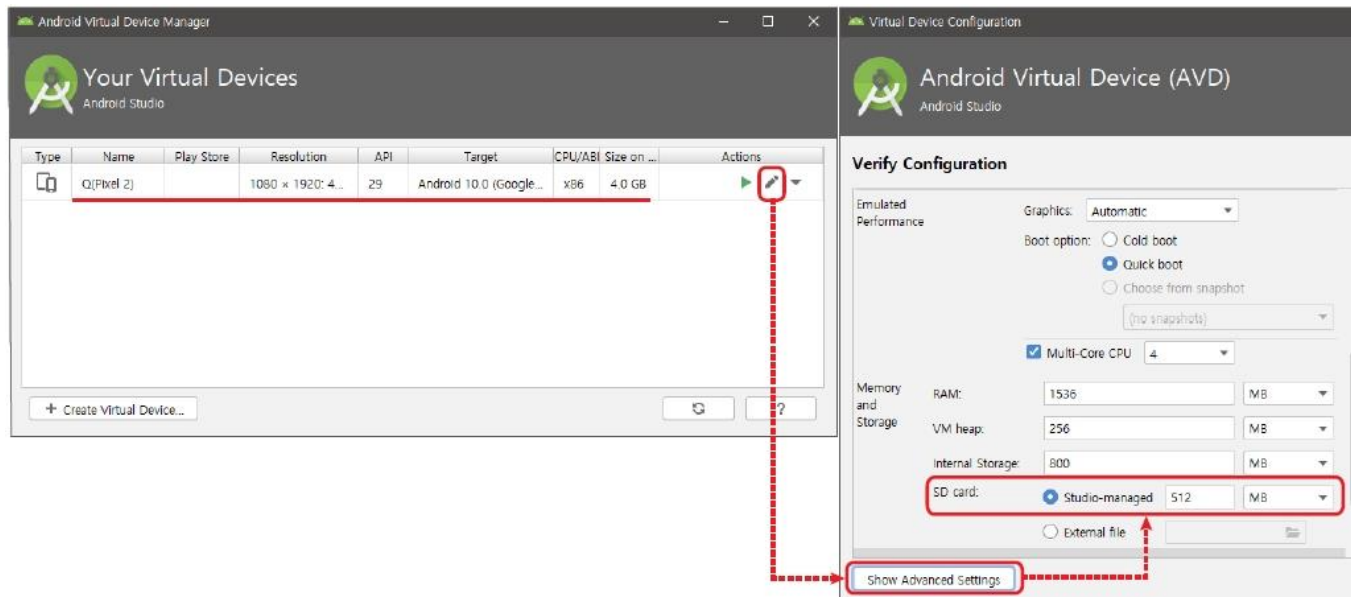 Android Virtual Device Manager
Your Virtual Devices
Android Studio
Type Name Play Store Resolution API Target CPU/ABI Size on ... Actions
Q(Pixel 2) 1080 × 1920: 4... 29 Android 10.0 (Google... x86 4.0 GB
+ Create Virtual Device...
?
Virtual Device Configuration
Android Virtual Device (AVD)
Android Studio
Verify Configuration
Emulated
Performance
Graphics: Automatic
Boot option: Cold boot
Quick boot
Choose from snapshot
(no snapshots)
Multi-Core CPU 4
Memory
and
Storage
RAM: 1536 MB
VM heap: 256 MB
Internal Storage: 800 MB
SD card: Studio-managed 512 MB
External file
Show Advanced Settings